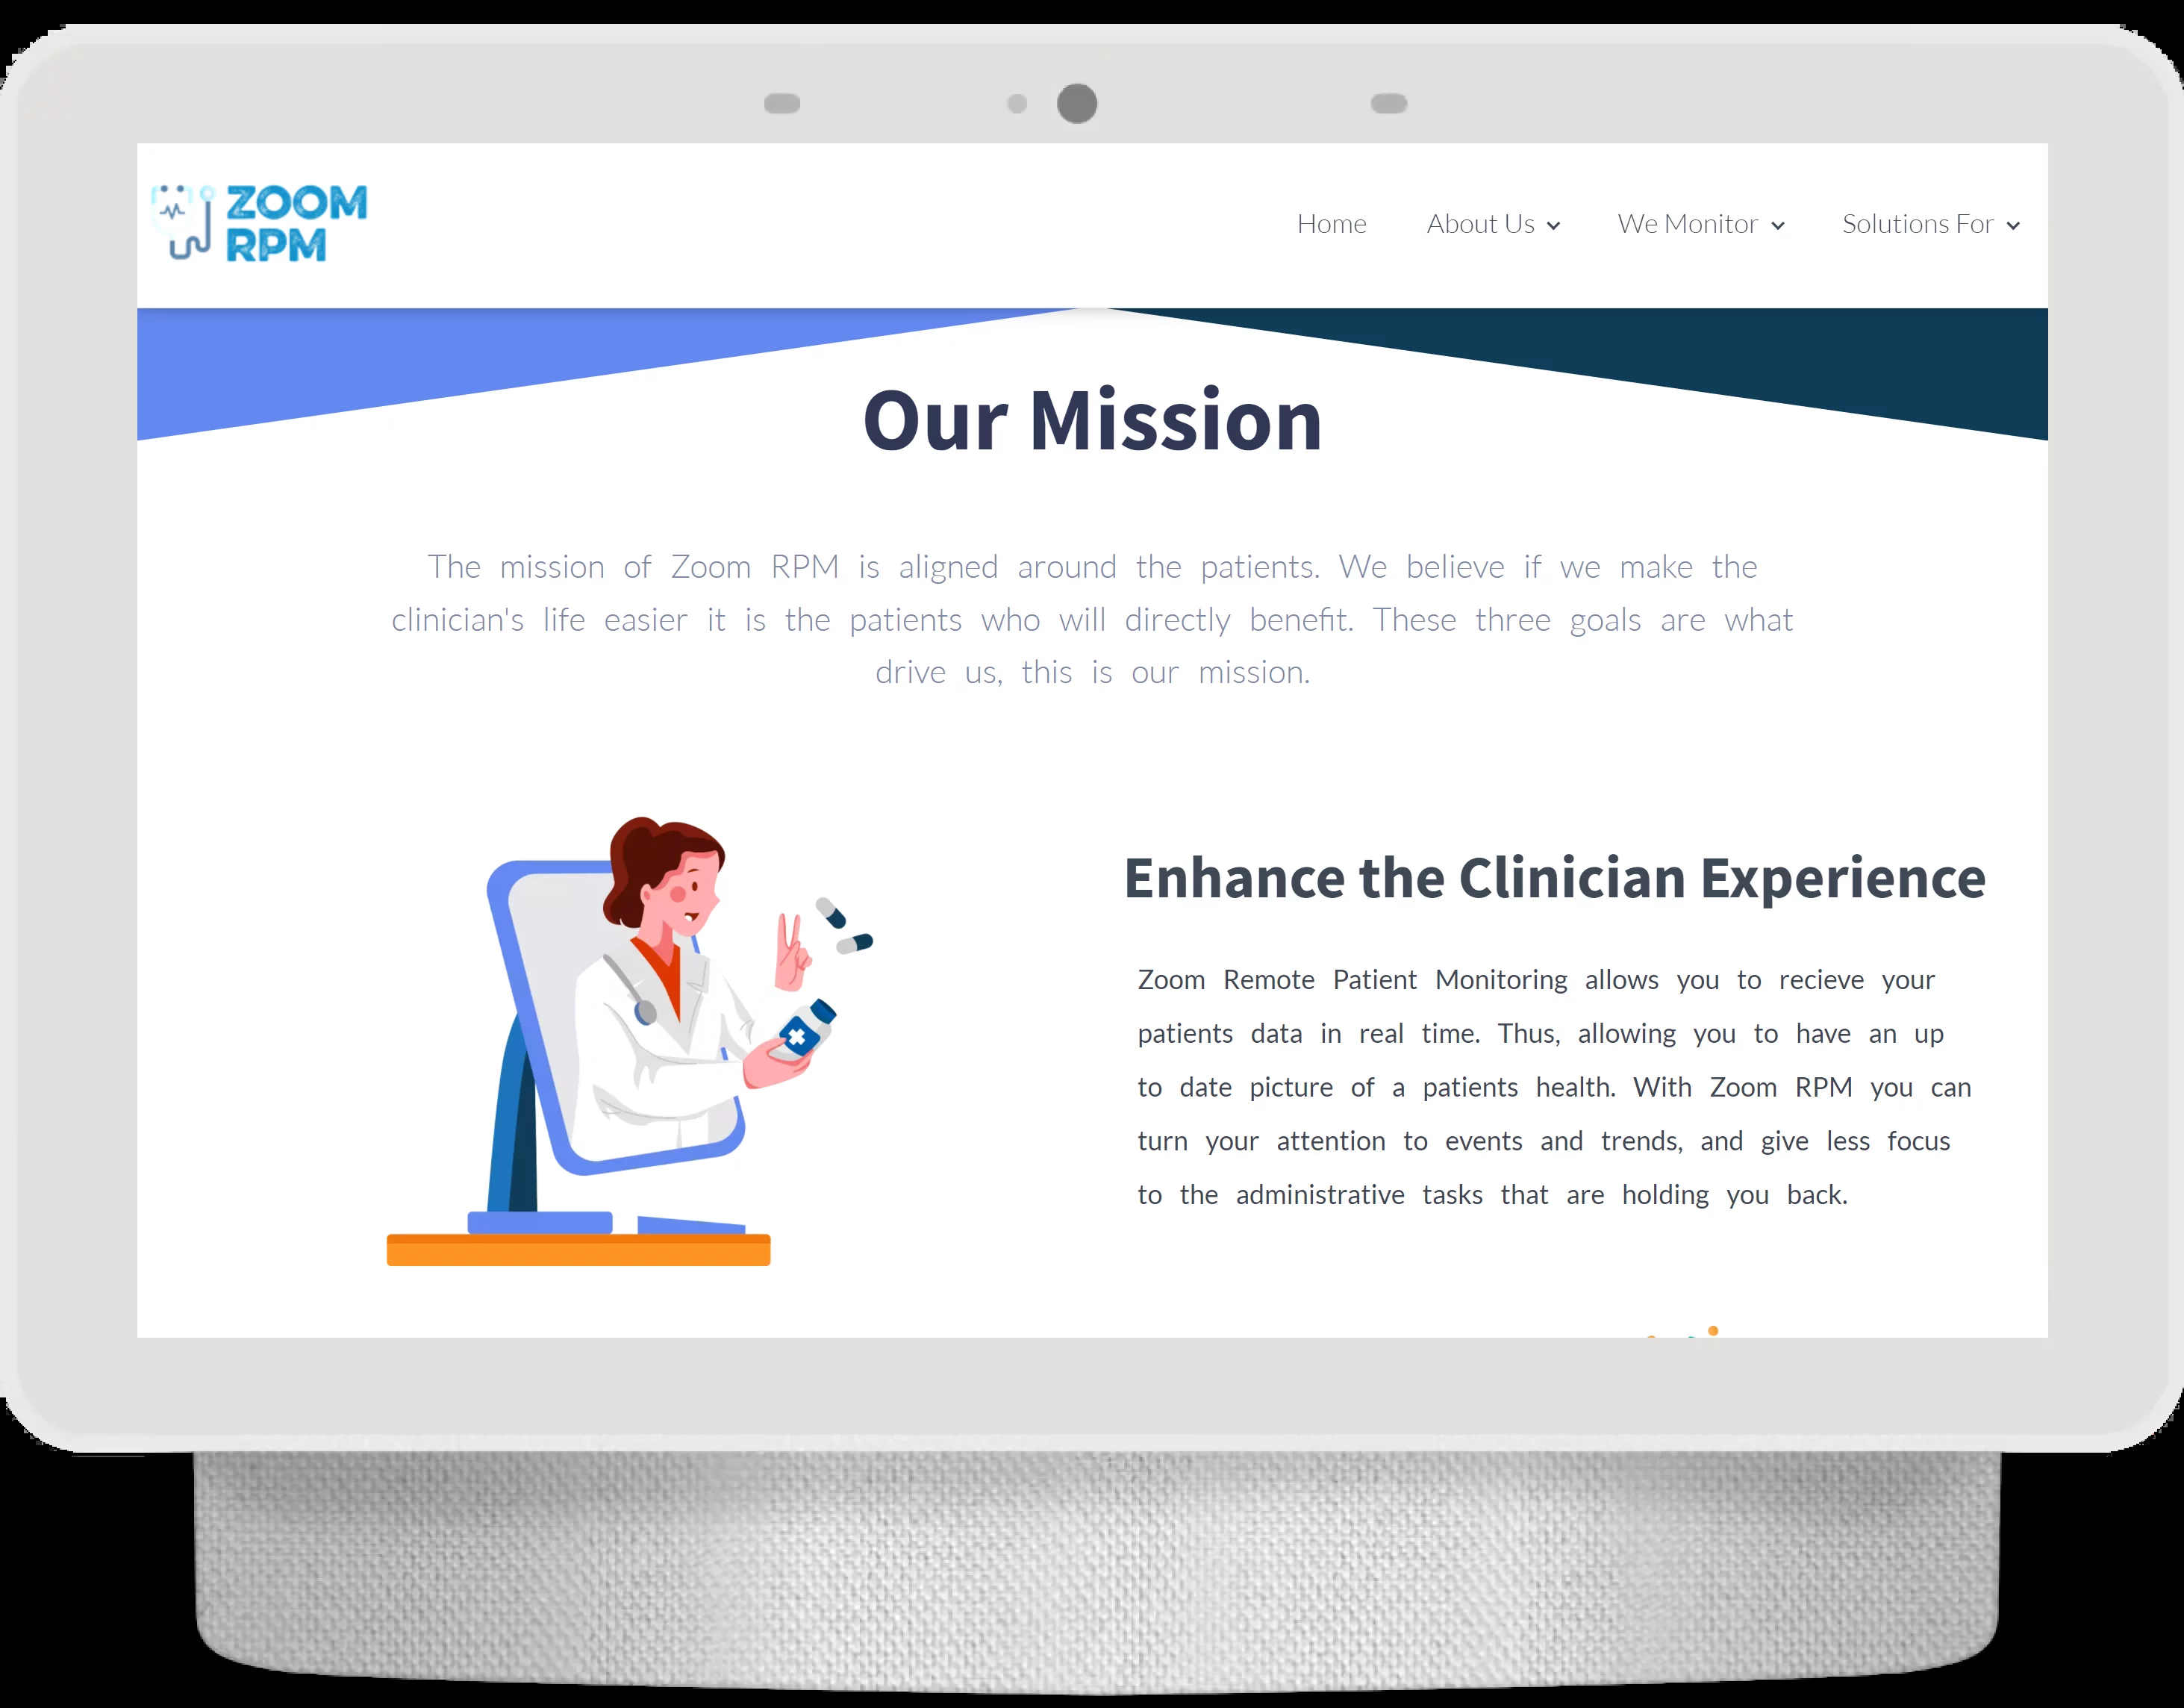 ZOOM
RPM
Home About Us We Monitor Solutions For
Our Mission
The mission of Zoom RPM is aligned around the patients. We believe if we make the
clinician's life easier it is the patients who will directly benefit. These three goals are what
drive us, this is our mission.
Enhance the Clinician Experience
Zoom Remote Patient Monitoring allows you to recieve your
patients data in real time. Thus, allowing you to have an up
to date picture of a patients health. With Zoom RPM you can
turn your attention to events and trends, and give less focus
to the administrative tasks that are holding you back.